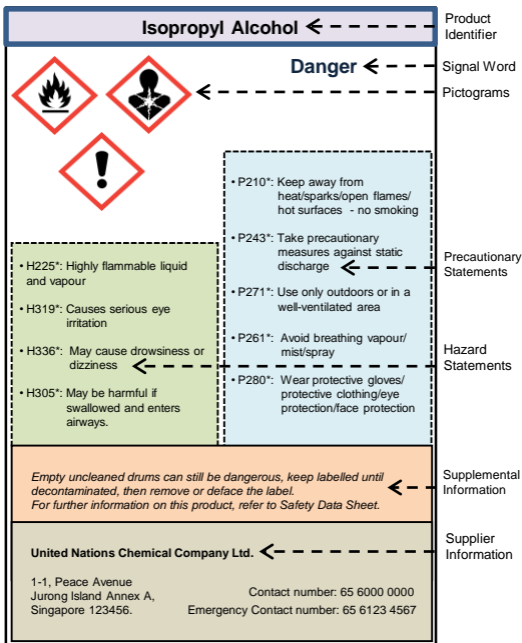 Isopropyl Alcohol
Product
Identifier
Danger
Signal Word
Pictograms
• P210*: Keep away from
heat/sparks/open flames/
hot surfaces - no smoking
• P243*: Take precautionary
measures against static
discharge
• P271*: Use only outdoors or in a
well-ventilated area
• P261*: Avoid breathing vapour/
mist/spray
• P280*: Wear protective gloves/
protective clothing/eye
protection/face protection
Precautionary
Statements
• H225*: Highly flammable liquid
and vapour
• H319*: Causes serious eye
irritation
• H336*: May cause drowsiness or
dizziness
• H305*: May be harmful if
swallowed and enters
airways.
Hazard
Statements
Empty uncleaned drums can still be dangerous, keep labelled until
decontaminated, then remove or deface the label.
For further information on this product, refer to Safety Data Sheet.
Supplemental
Information
United Nations Chemical Company Ltd.
Supplier
Information
1-1, Peace Avenue
Jurong Island Annex A,
Singapore 123456.
Contact number: 65 6000 0000
Emergency Contact number: 65 6123 4567